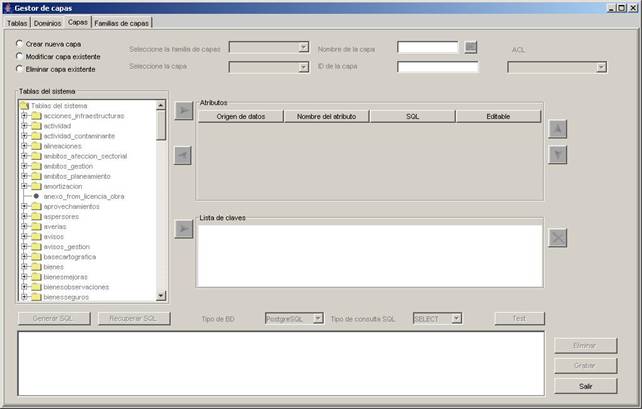 Gestor de capas
Tablas Dominios Capas Familias de capas
Crear nueva capa
Modificar capa existente
Eliminar capa existente
Seleccione la familia de capas
Nombre de la capa
ACL
Seleccione la capa
ID de la capa
Tablas del sistema
Tablas del sistema
acciones_infraestructuras
actividad
actividad_contaminante
alineaciones
ambitos_afeccion_sectorial
ambitos_gestion
ambitos_planeamiento
amortizacion
anexo_from_licencia_obra
aprovechamientos
aspersores
averias
avisos
avisos_gestion
basecartografica
bienes
bienesmejoras
bienesobservaciones
bienesseguros
Atributos
Origen de datos Nombre del atributo SQL Editable
Lista de claves
Generar SQL Recuperar SQL Tipo de BD PostgreSQL Tipo de consulta SQL SELECT Test
Eliminar
Grabar
Salir